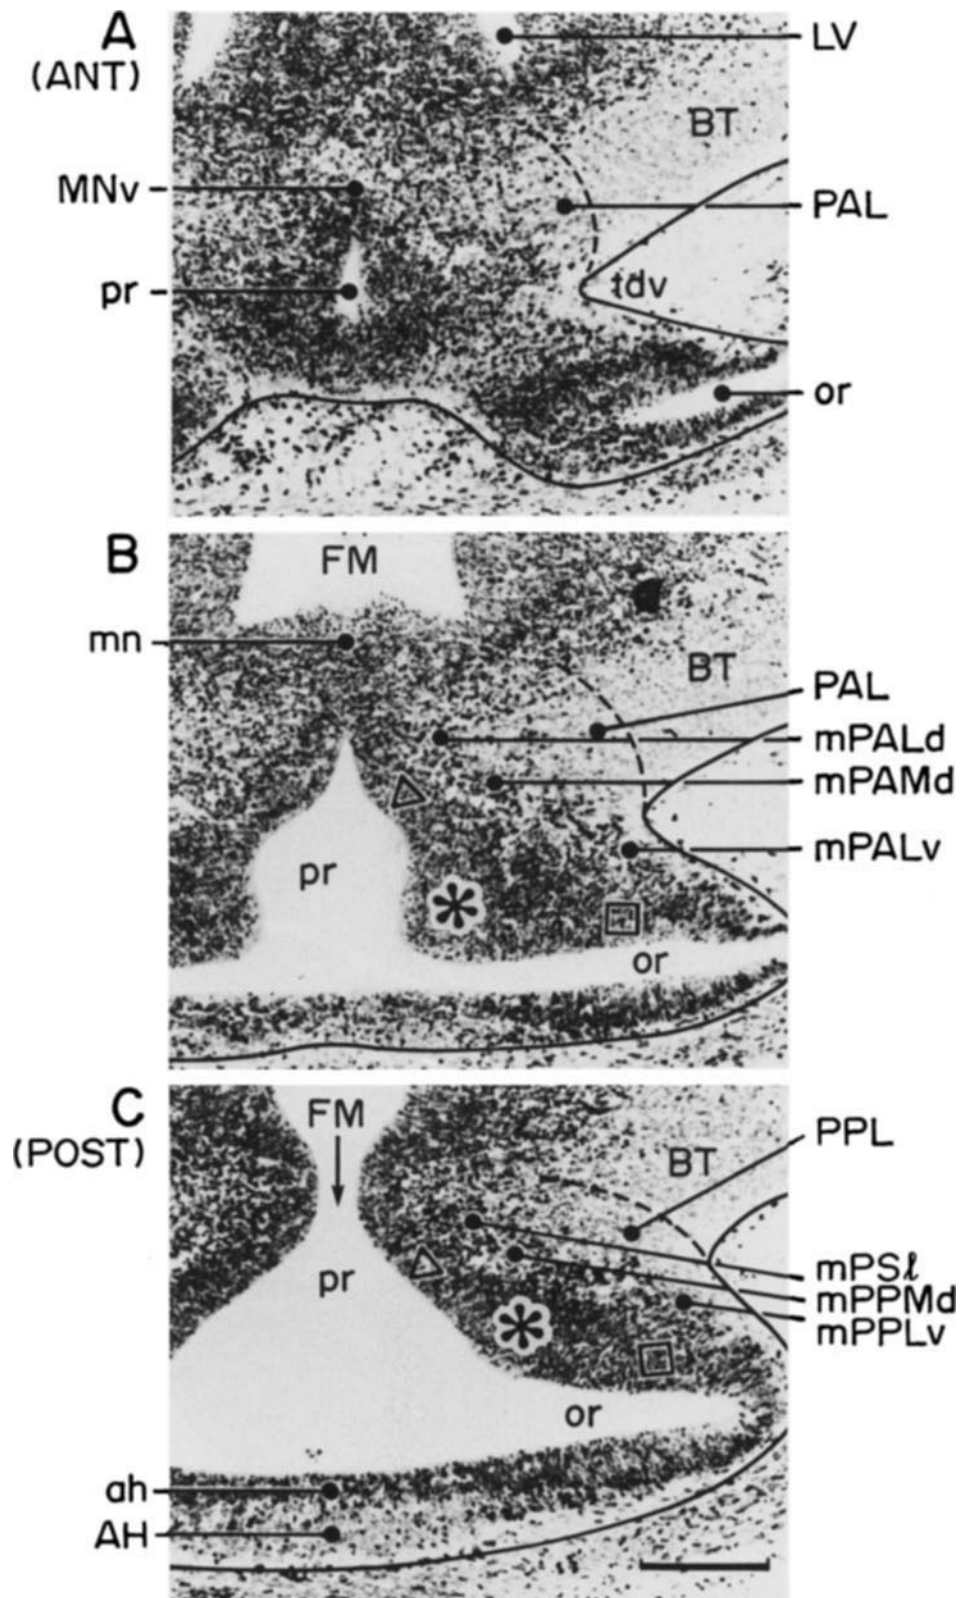 A
(ANT)
LV
BT
MNv
PAL
pr
tdv
or
B
FM
mn
BT
PAL
mPALd
mPAMd
mPALv
pr
or
C
(POST)
FM
BT
PPL
pr
mPSℓ
mPPMd
mPPLv
or
ah
AH